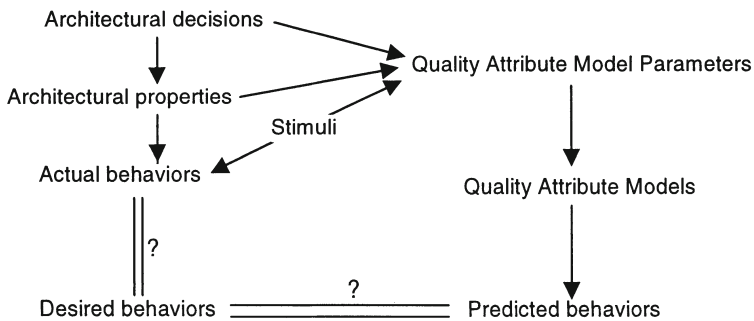 Architectural decisions
Quality Attribute Model Parameters
Architectural properties
Stimuli
Actual behaviors
Quality Attribute Models
?
?
Desired behaviors
Predicted behaviors